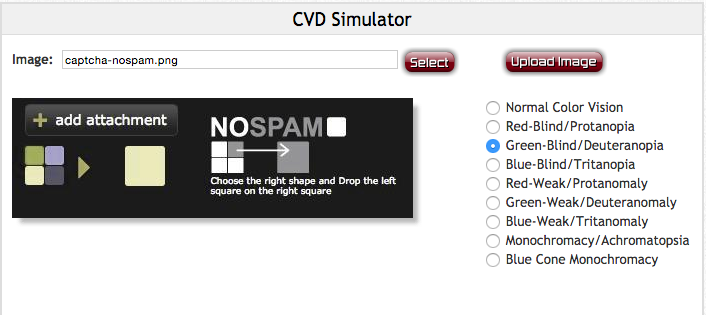 CVD Simulator
Image: captcha-nospam.png Select Upload Image
+ add attachment
NOSPAM
Choose the right shape and Drop the left
square on the right square
Normal Color Vision
Red-Blind/Protanopia
Green-Blind/Deuteranopia
Blue-Blind/Tritanopia
Red-Weak/Protanomaly
Green-Weak/Deuteranomaly
Blue-Weak/Tritanomaly
Monochromacy/Achromatopsia
Blue Cone Monochromacy